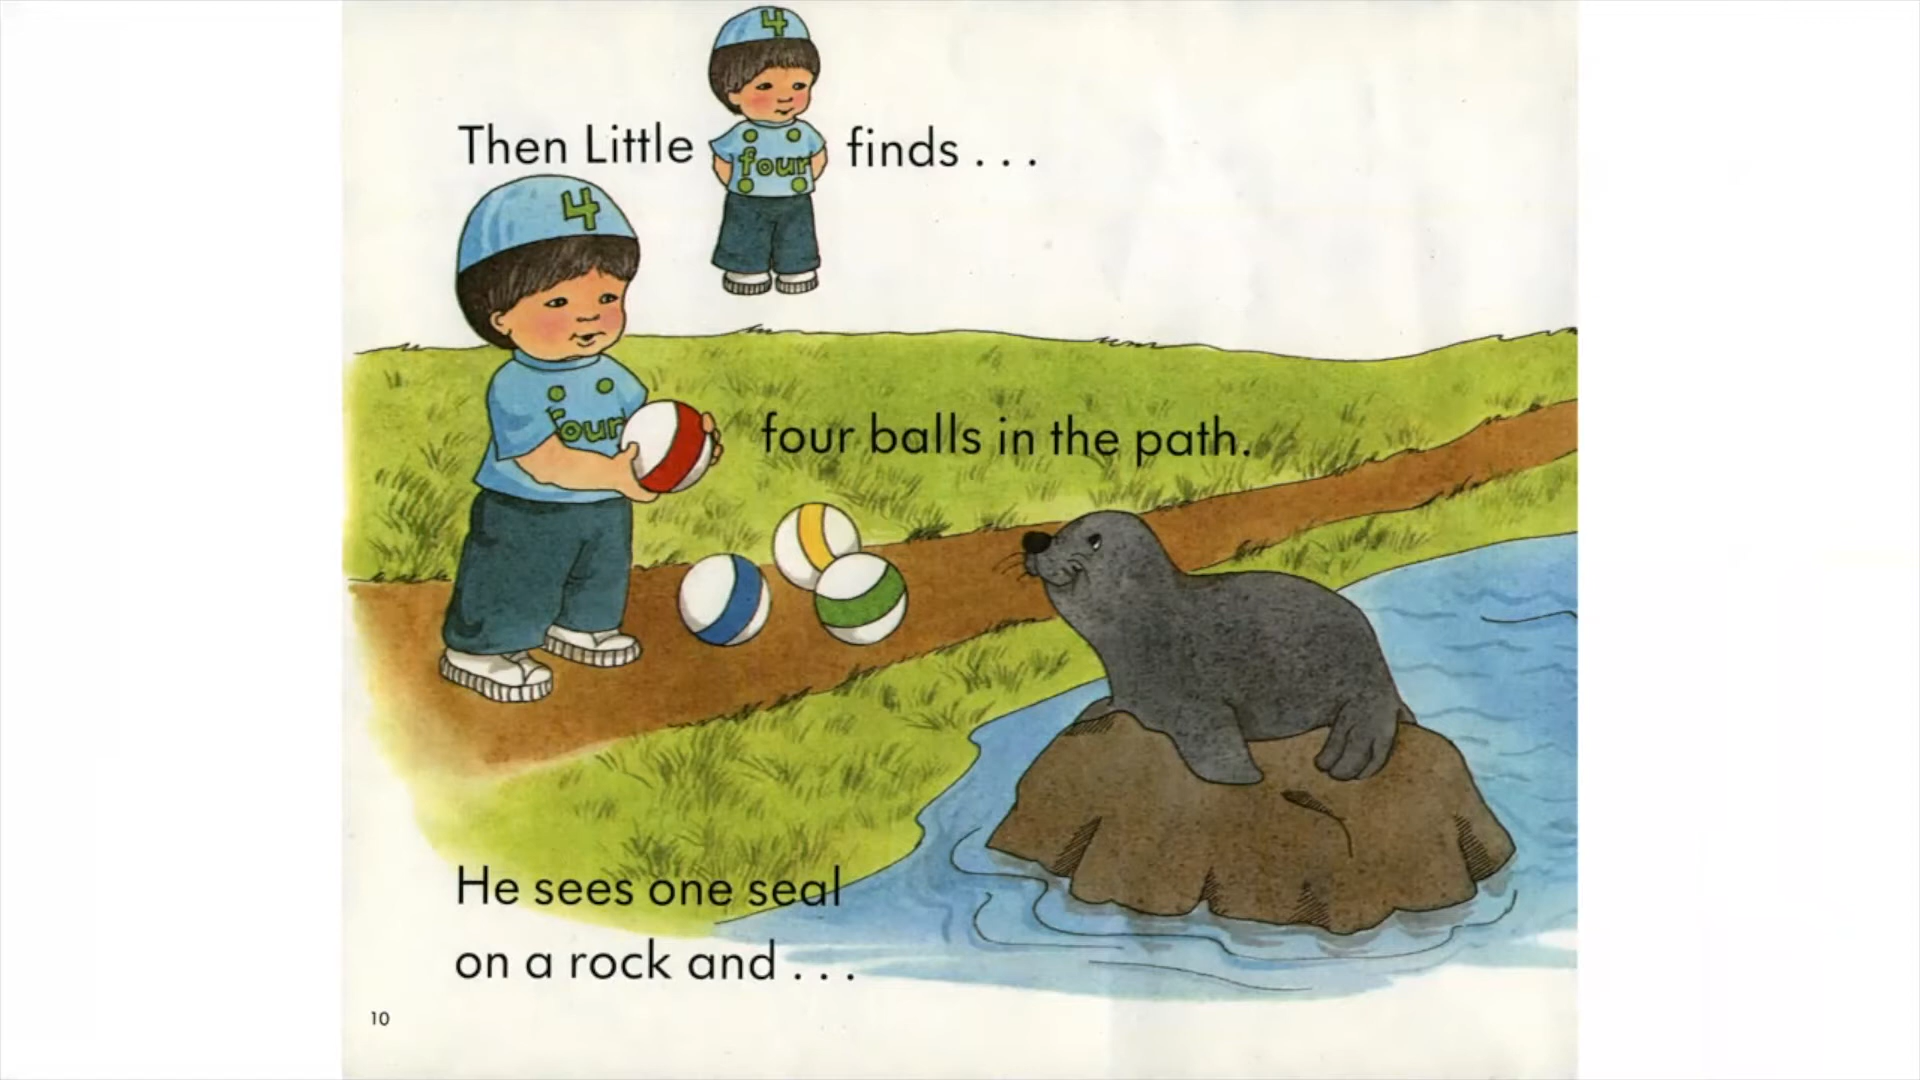 4
Then Little four finds . . .
4
four
four balls in the path.
He sees one seal
on a rock and . . .
10